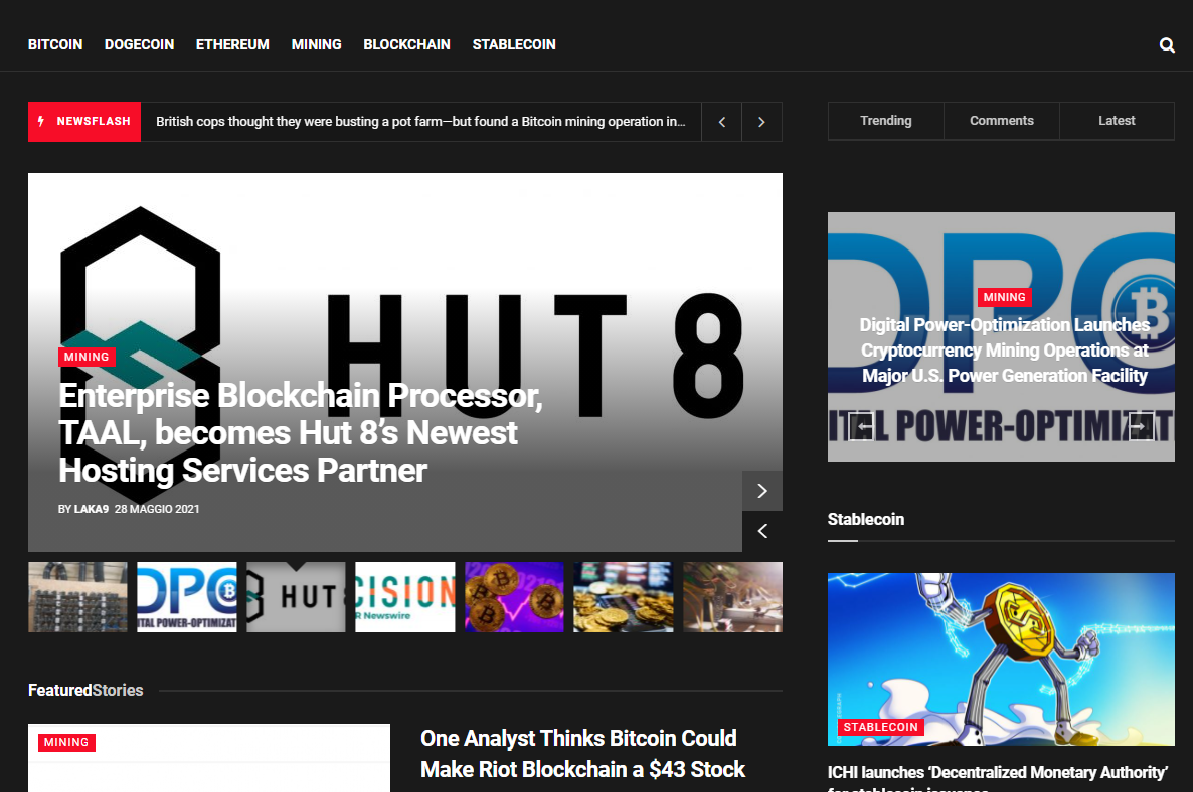 BITCOIN DOGECOIN ETHEREUM MINING BLOCKCHAIN STABLECOIN
NEWSFLASH British cops thought they were busting a pot farm—but found a Bitcoin mining operation in...
Trending Comments Latest
HUT 8
MINING
Enterprise Blockchain Processor,
TAAL, becomes Hut 8’s Newest
Hosting Services Partner
BY LAKA9 28 MAGGIO 2021
DPO
MINING
Digital Power-Optimization Launches
Cryptocurrency Mining Operations at
Major U.S. Power Generation Facility
ITAL POWER-OPTIMIZAT
DPO
ITAL POWER-OPTIMIZAT
HUT
CISION
R Newswire
Stablecoin
STABLECOIN
ICHI launches ‘Decentralized Monetary Authority’
for stablecoin issuance
FeaturedStories
MINING
One Analyst Thinks Bitcoin Could
Make Riot Blockchain a $43 Stock